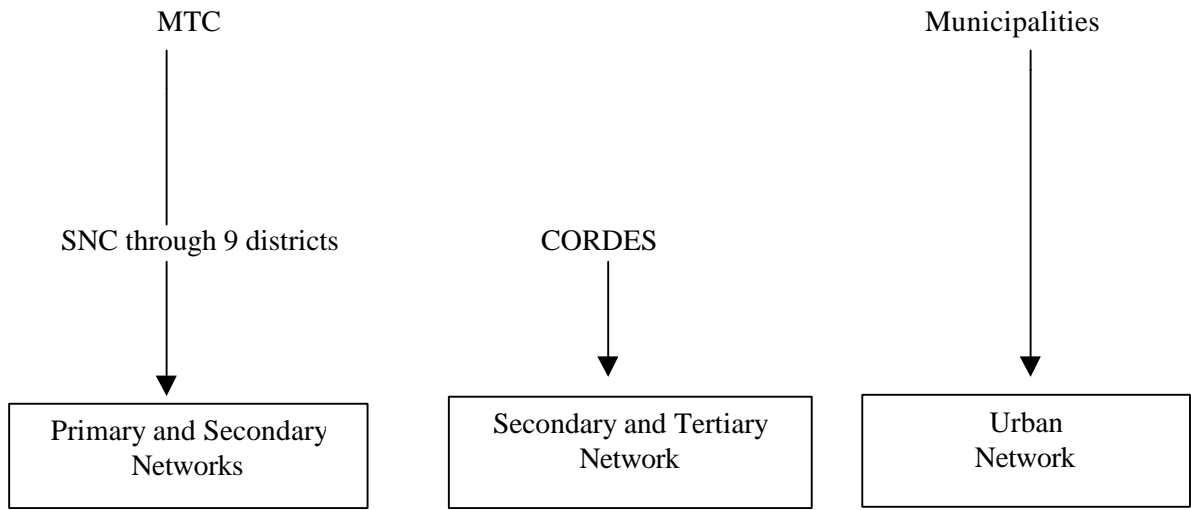 MTC
Municipalities
SNC through 9 districts
CORDES
Primary and Secondary
Networks
Secondary and Tertiary
Network
Urban
Network